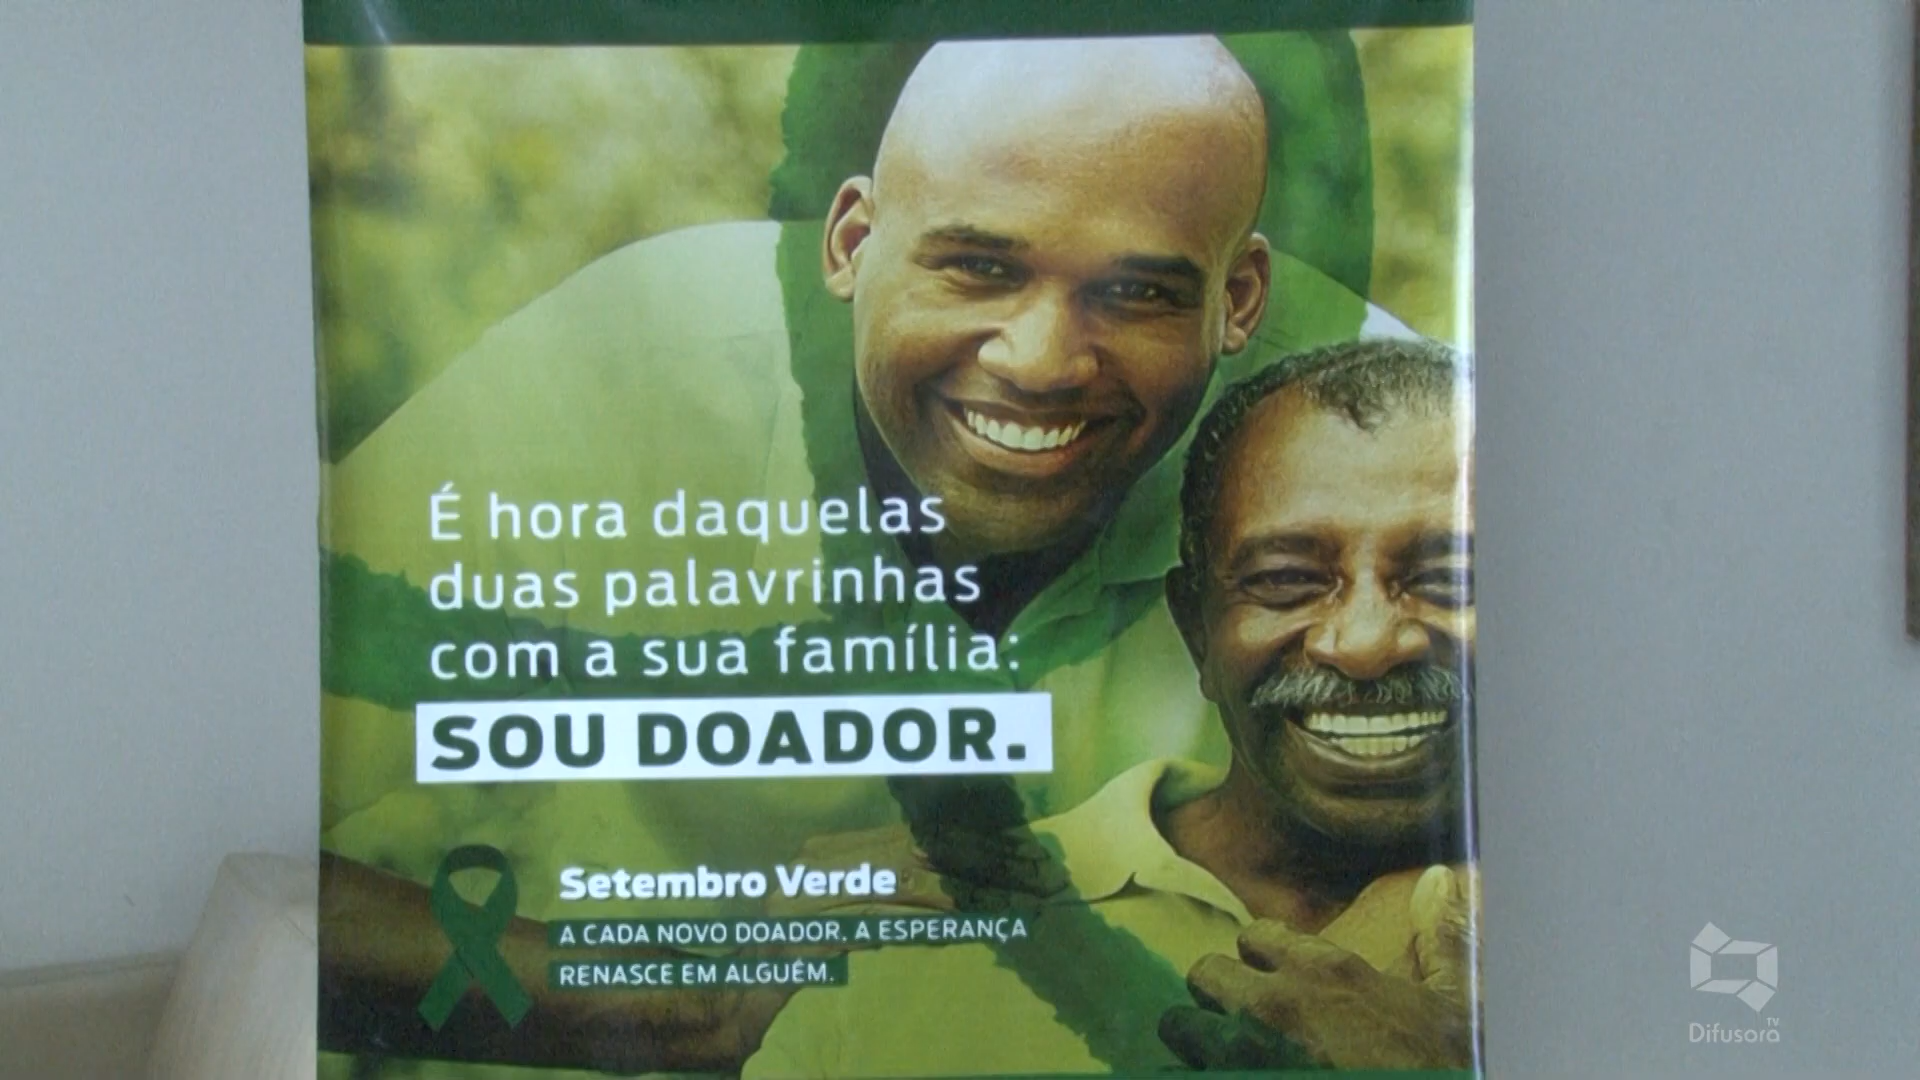 É hora daquelas
duas palavrinhas
com a sua família:
SOU DOADOR.
Setembro Verde
A CADA NOVO DOADOR, A ESPERANÇA
RENASCE EM ALGUÉM.
TV
Difusora